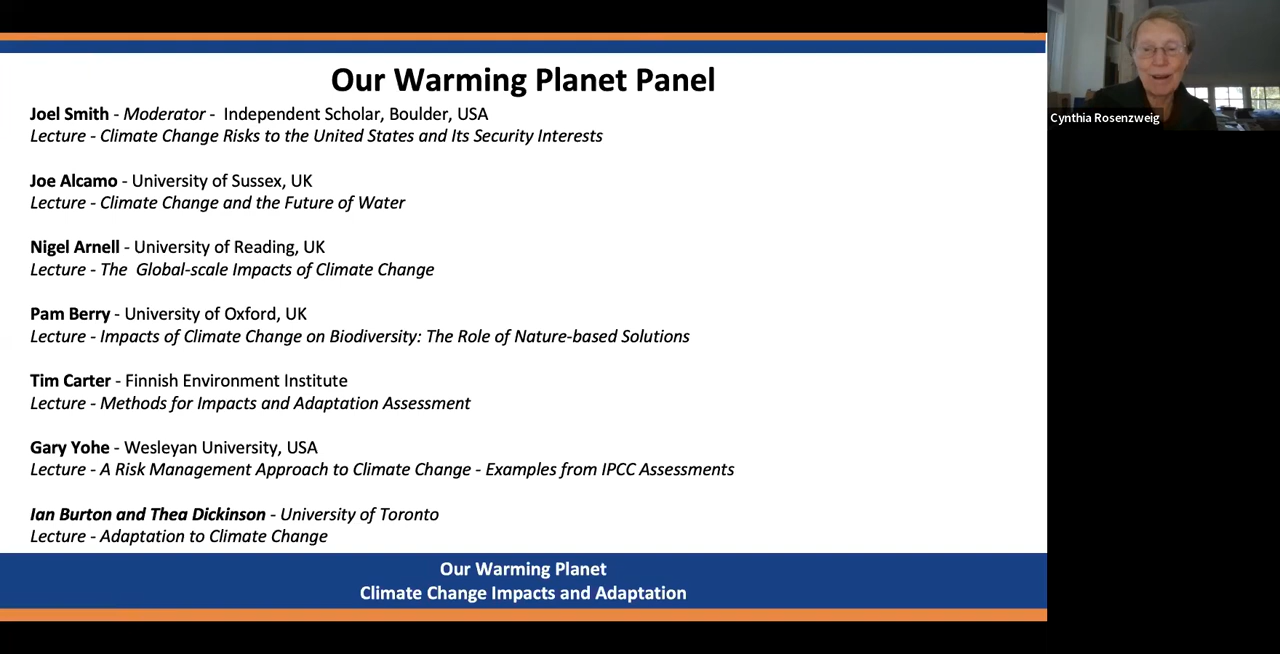 Our Warming Planet Panel
Joel Smith - Moderator - Independent Scholar, Boulder, USA
Lecture - Climate Change Risks to the United States and Its Security Interests
Joe Alcamo - University of Sussex, UK
Lecture - Climate Change and the Future of Water
Nigel Arnell - University of Reading, UK
Lecture - The Global-scale Impacts of Climate Change
Pam Berry - University of Oxford, UK
Lecture - Impacts of Climate Change on Biodiversity: The Role of Nature-based Solutions
Tim Carter - Finnish Environment Institute
Lecture - Methods for Impacts and Adaptation Assessment
Gary Yohe - Wesleyan University, USA
Lecture - A Risk Management Approach to Climate Change - Examples from IPCC Assessments
Ian Burton and Thea Dickinson - University of Toronto
Lecture - Adaptation to Climate Change
Our Warming Planet
Climate Change Impacts and Adaptation
Cynthia Rosenzweig